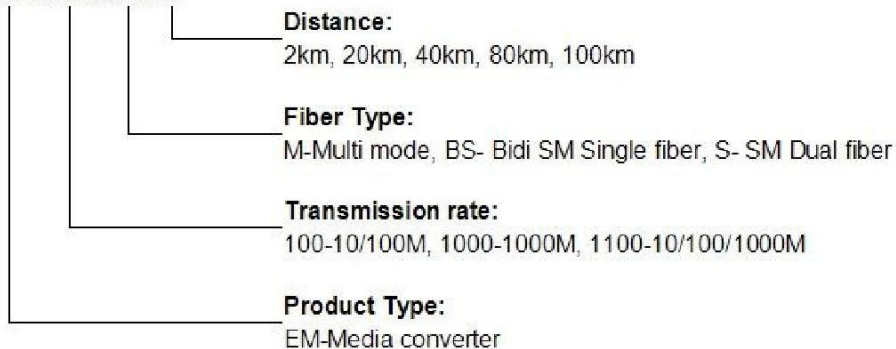 Distance:
2km, 20km, 40km, 80km, 100km
Fiber Type:
M-Multi mode, BS- Bidi SM Single fiber, S- SM Dual fiber
Transmission rate:
100-10/100M, 1000-1000M, 1100-10/100/1000M
Product Type:
EM-Media converter